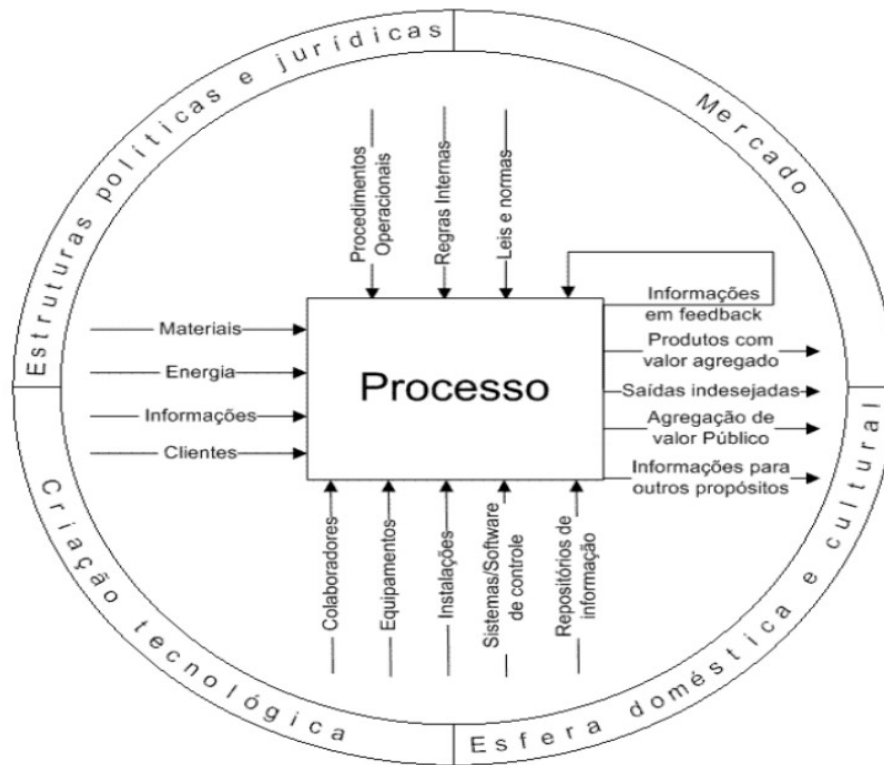 Estruturas políticas e jurídicas
Mercado
Procedimentos
Operacionais
Regras Internas
Leis e normas
Informações
em feedback
Materiais
Energia
Informações
Clientes
Processo
Produtos com
valor agregado
Saídas indesejadas
Agregação de
valor Público
Informações para
outros propósitos
Colaboradores
Equipamentos
Instalações
Sistemas/Software
de controle
Repositórios de
informação
Criação tecnológica
Esfera doméstica e cultural